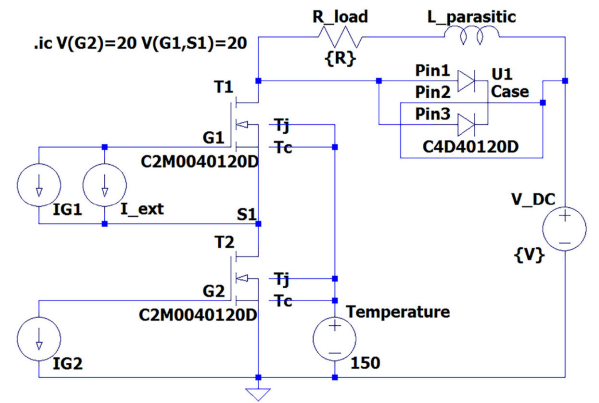 R_load
L_parasitic
.ic V(G2)=20 V(G1,S1)=20
{R}
Pin1
U1
T1
Pin2
Case
Tj
Pin3
G1
Tc
C4D40120D
C2M0040120D
IG1
I_ext
S1
V_DC
T2
{V}
Tj
G2
Tc
C2M0040120D
Temperature
IG2
150